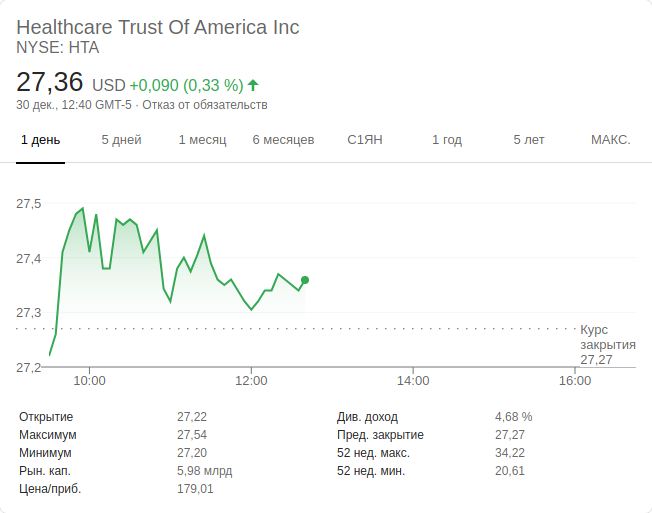 Healthcare Trust Of America Inc
NYSE: HTA
27,36 USD +0,090 (0,33 %)
30 дек., 12:40 GMT-5 · Отказ от обязательств
1 день 5 дней 1 месяц 6 месяцев С1ЯН 1 год 5 лет МАКС.
27,5
27,4
27,3
27,2
Курс
закрытия
27,27
10:00 12:00 14:00 16:00
Открытие 27,22
Максимум 27,54
Минимум 27,20
Рын. кап. 5,98 млрд
Цена/приб. 179,01
Див. доход 4,68 %
Пред. закрытие 27,27
52 нед. макс. 34,22
52 нед. мин. 20,61